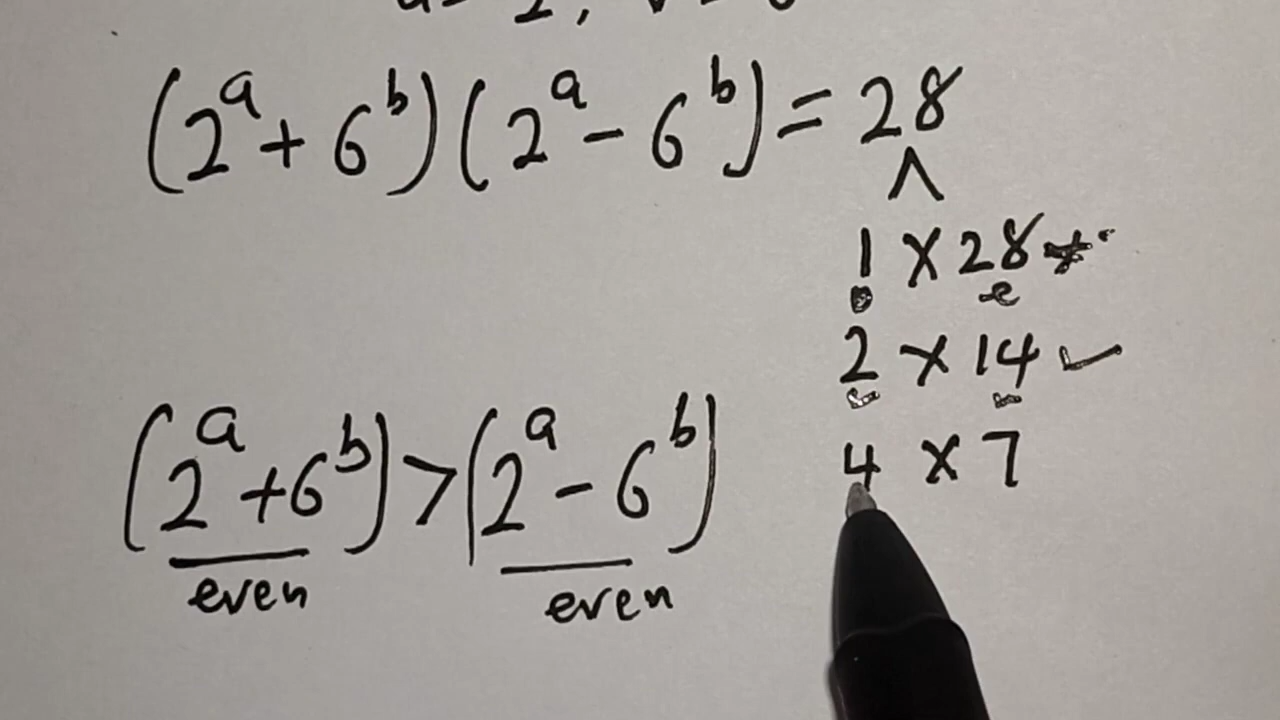 (2^a + 6^b)(2^a - 6^b) = 28
∧
1 × 28
e
2 × 14 ✓
(2^a + 6^b) > (2^a - 6^b)
4 × 7
even even